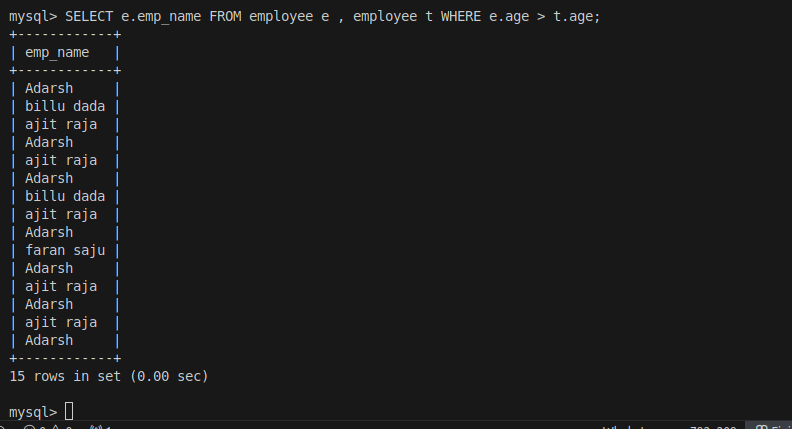 mysql> SELECT e.emp_name FROM employee e , employee t WHERE e.age > t.age;
+------------+
| emp_name   |
+------------+
| Adarsh     |
| billu dada |
| ajit raja  |
| Adarsh     |
| ajit raja  |
| Adarsh     |
| billu dada |
| ajit raja  |
| Adarsh     |
| faran saju |
| Adarsh     |
| ajit raja  |
| Adarsh     |
| ajit raja  |
| Adarsh     |
+------------+
15 rows in set (0.00 sec)
mysql>